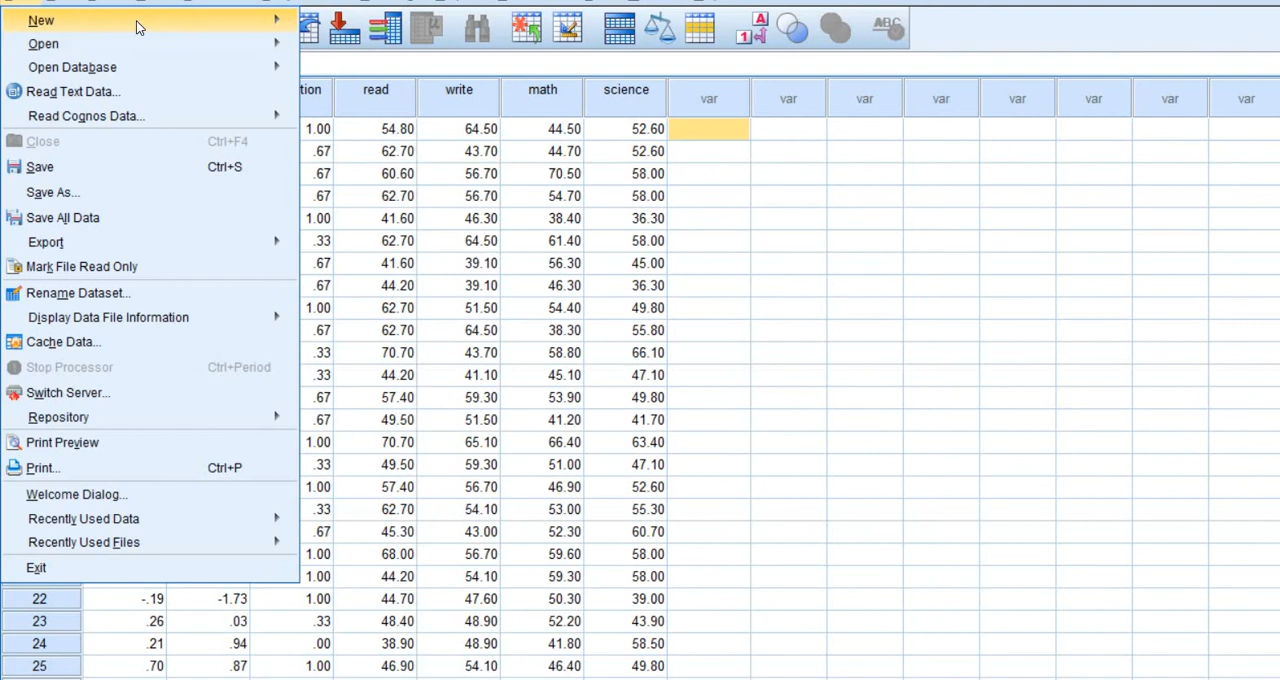 New
Open
Open Database
Read Text Data...
Read Cognos Data...
Close Ctrl+F4
Save Ctrl+S
Save As...
Save All Data
Export
Mark File Read Only
Rename Dataset...
Display Data File Information
Cache Data...
Stop Processor Ctrl+Period
Switch Server...
Repository
Print Preview
Print... Ctrl+P
Welcome Dialog...
Recently Used Data
Recently Used Files
Exit
A
1
ABC
tion read write math science var var var var var var var var
1.00 54.80 64.50 44.50 52.60
.67 62.70 43.70 44.70 52.60
.67 60.60 56.70 70.50 58.00
.67 62.70 56.70 54.70 58.00
1.00 41.60 46.30 38.40 36.30
.33 62.70 64.50 61.40 58.00
.67 41.60 39.10 56.30 45.00
.67 44.20 39.10 46.30 36.30
1.00 62.70 51.50 54.40 49.80
.67 62.70 64.50 38.30 55.80
.33 70.70 43.70 58.80 66.10
.33 44.20 41.10 45.10 47.10
.67 57.40 59.30 53.90 49.80
.67 49.50 51.50 41.20 41.70
1.00 70.70 65.10 66.40 63.40
.33 49.50 59.30 51.00 47.10
1.00 57.40 56.70 46.90 52.60
.33 62.70 54.10 53.00 55.30
.67 45.30 43.00 52.30 60.70
1.00 68.00 56.70 59.60 58.00
1.00 44.20 54.10 59.30 58.00
22 -.19 -1.73 1.00 44.70 47.60 50.30 39.00
23 .26 .03 .33 48.40 48.90 52.20 43.90
24 .21 .94 .00 38.90 48.90 41.80 58.50
25 .70 .87 1.00 46.90 54.10 46.40 49.80